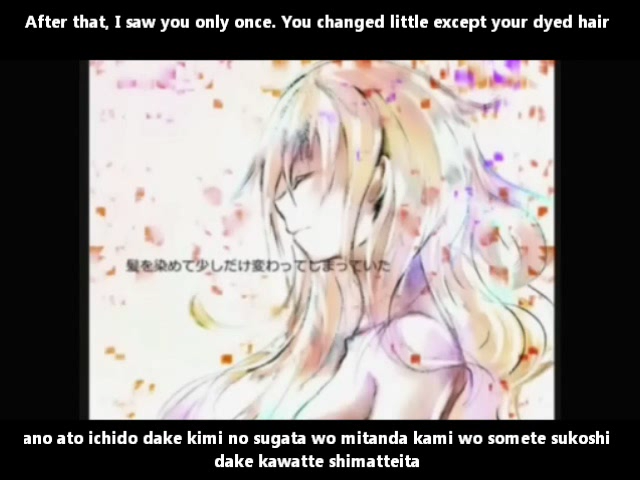 After that, I saw you only once. You changed little except your dyed hair
髪を染めて少しだけ変わってしまっていた
ano ato ichido dake kimi no sugata wo mitanda kami wo somete sukoshi
dake kawatte shimatteita